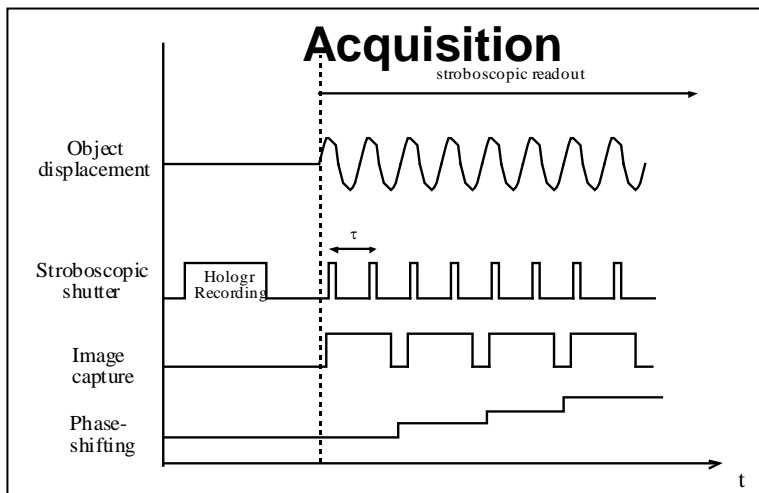 Acquisition
stroboscopic readout
Object
displacement
τ
Stroboscopic
shutter
Hologr
Recording
Image
capture
Phase-
shifting
t